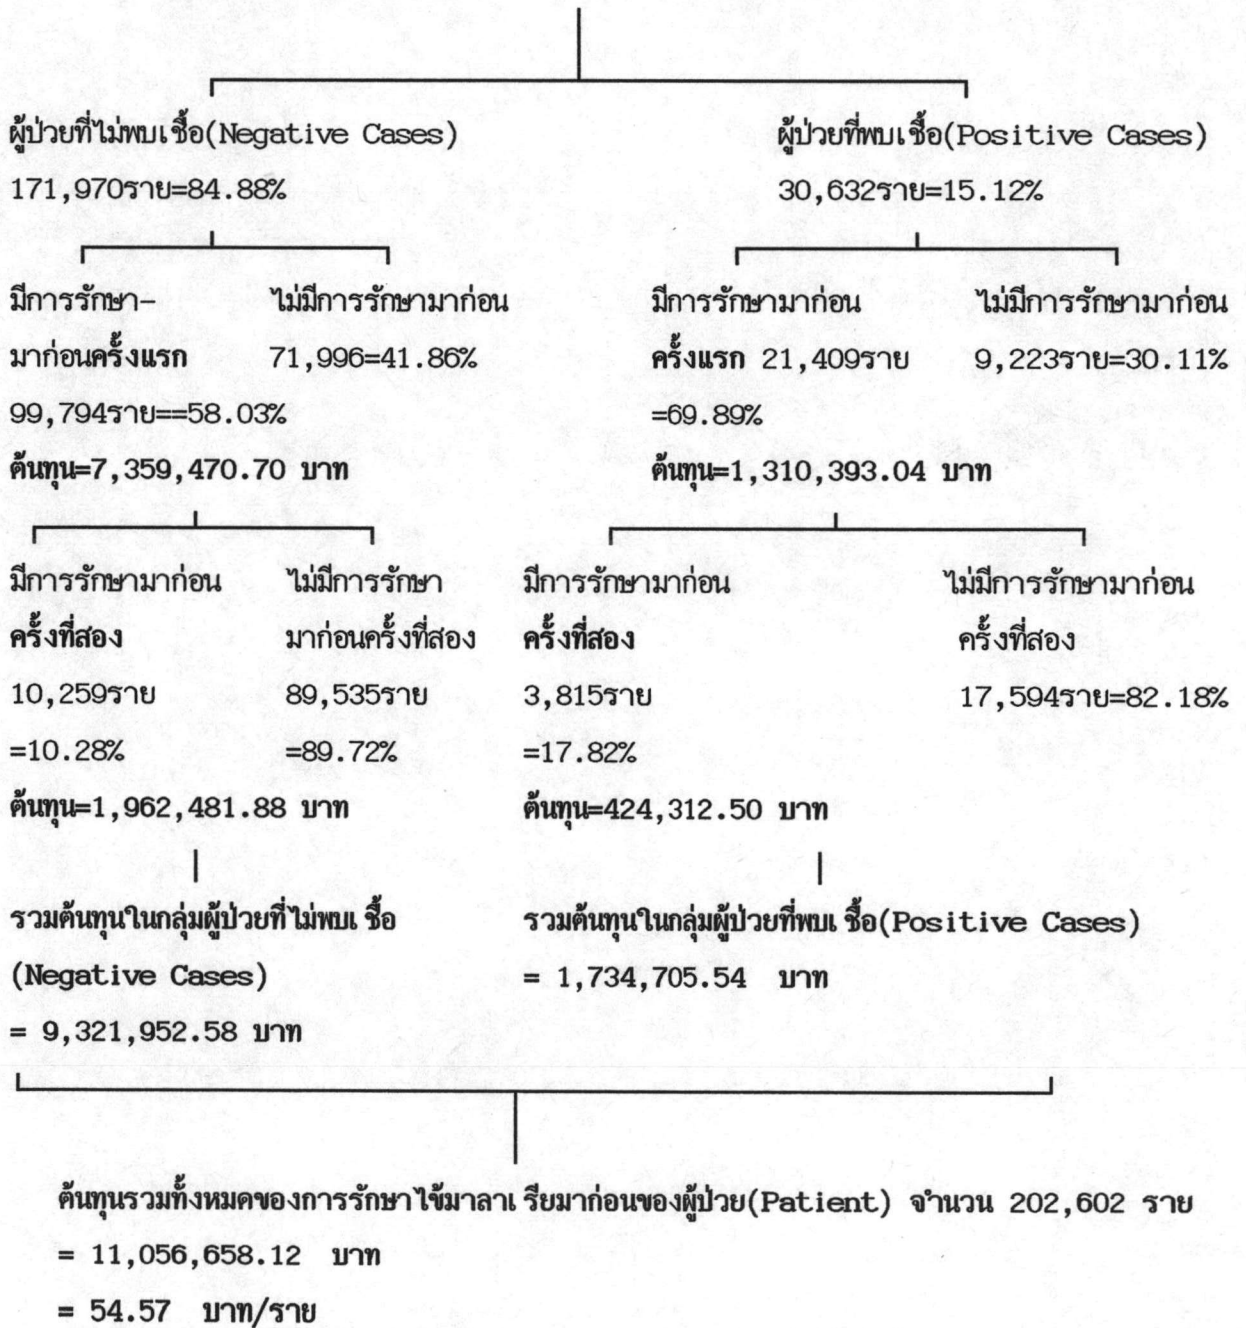 ผู้ป่วยที่ไม่พบเชื้อ(Negative Cases)
171,970ราย=84.88%
ผู้ป่วยที่พบเชื้อ(Positive Cases)
30,632ราย=15.12%
มีการรักษา-
มาก่อนครั้งแรก
99,794ราย==58.03%
ต้นทุน=7,359,470.70 บาท
ไม่มีการรักษามาก่อน
71,996=41.86%
มีการรักษามาก่อน
ครั้งแรก 21,409ราย
=69.89%
ต้นทุน=1,310,393.04 บาท
ไม่มีการรักษามาก่อน
9,223ราย=30.11%
มีการรักษามาก่อน
ครั้งที่สอง
10,259ราย
=10.28%
ต้นทุน=1,962,481.88 บาท
ไม่มีการรักษา
มาก่อนครั้งที่สอง
89,535ราย
=89.72%
มีการรักษามาก่อน
ครั้งที่สอง
3,815ราย
=17.82%
ต้นทุน=424,312.50 บาท
ไม่มีการรักษามาก่อน
ครั้งที่สอง
17,594ราย=82.18%
รวมต้นทุนในกลุ่มผู้ป่วยที่ไม่พบเชื้อ
(Negative Cases)
= 9,321,952.58 บาท
รวมต้นทุนในกลุ่มผู้ป่วยที่พบเชื้อ(Positive Cases)
= 1,734,705.54 บาท
ต้นทุนรวมทั้งหมดของการรักษาไข้มาลาเรียมาก่อนของผู้ป่วย(Patient) จำนวน 202,602 ราย
= 11,056,658.12 บาท
= 54.57 บาท/ราย